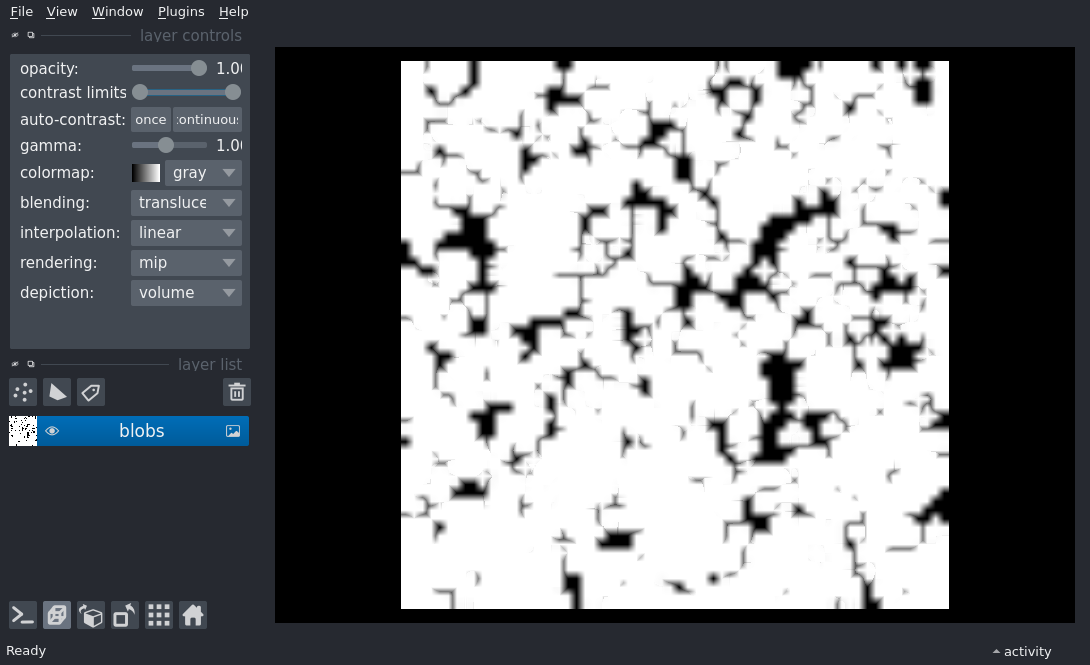 File View Window Plugins Help
layer controls
opacity: 1.0
contrast limits
auto-contrast: once continuous
gamma: 1.0
colormap: gray
blending: transluce
interpolation: linear
rendering: mip
depiction: volume
layer list
blobs
Ready
activity